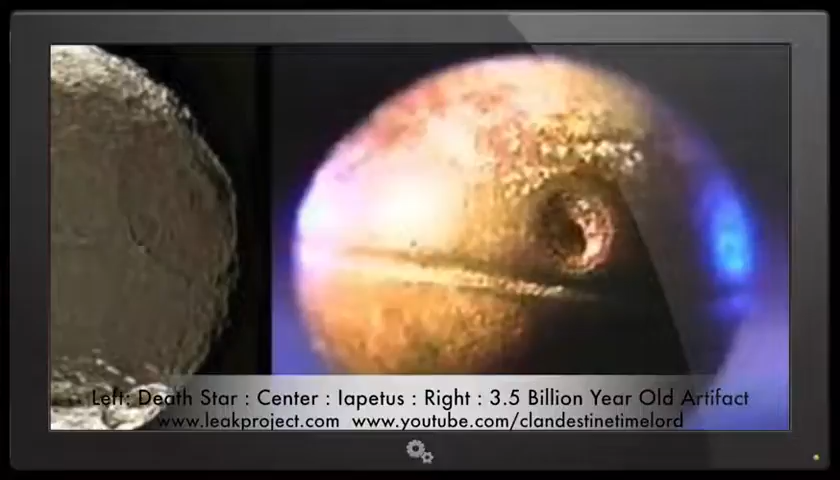 Left: Death Star : Center : Iapetus : Right : 3.5 Billion Year Old Artifact
www.leakproject.com www.youtube.com/clandestinetimelord